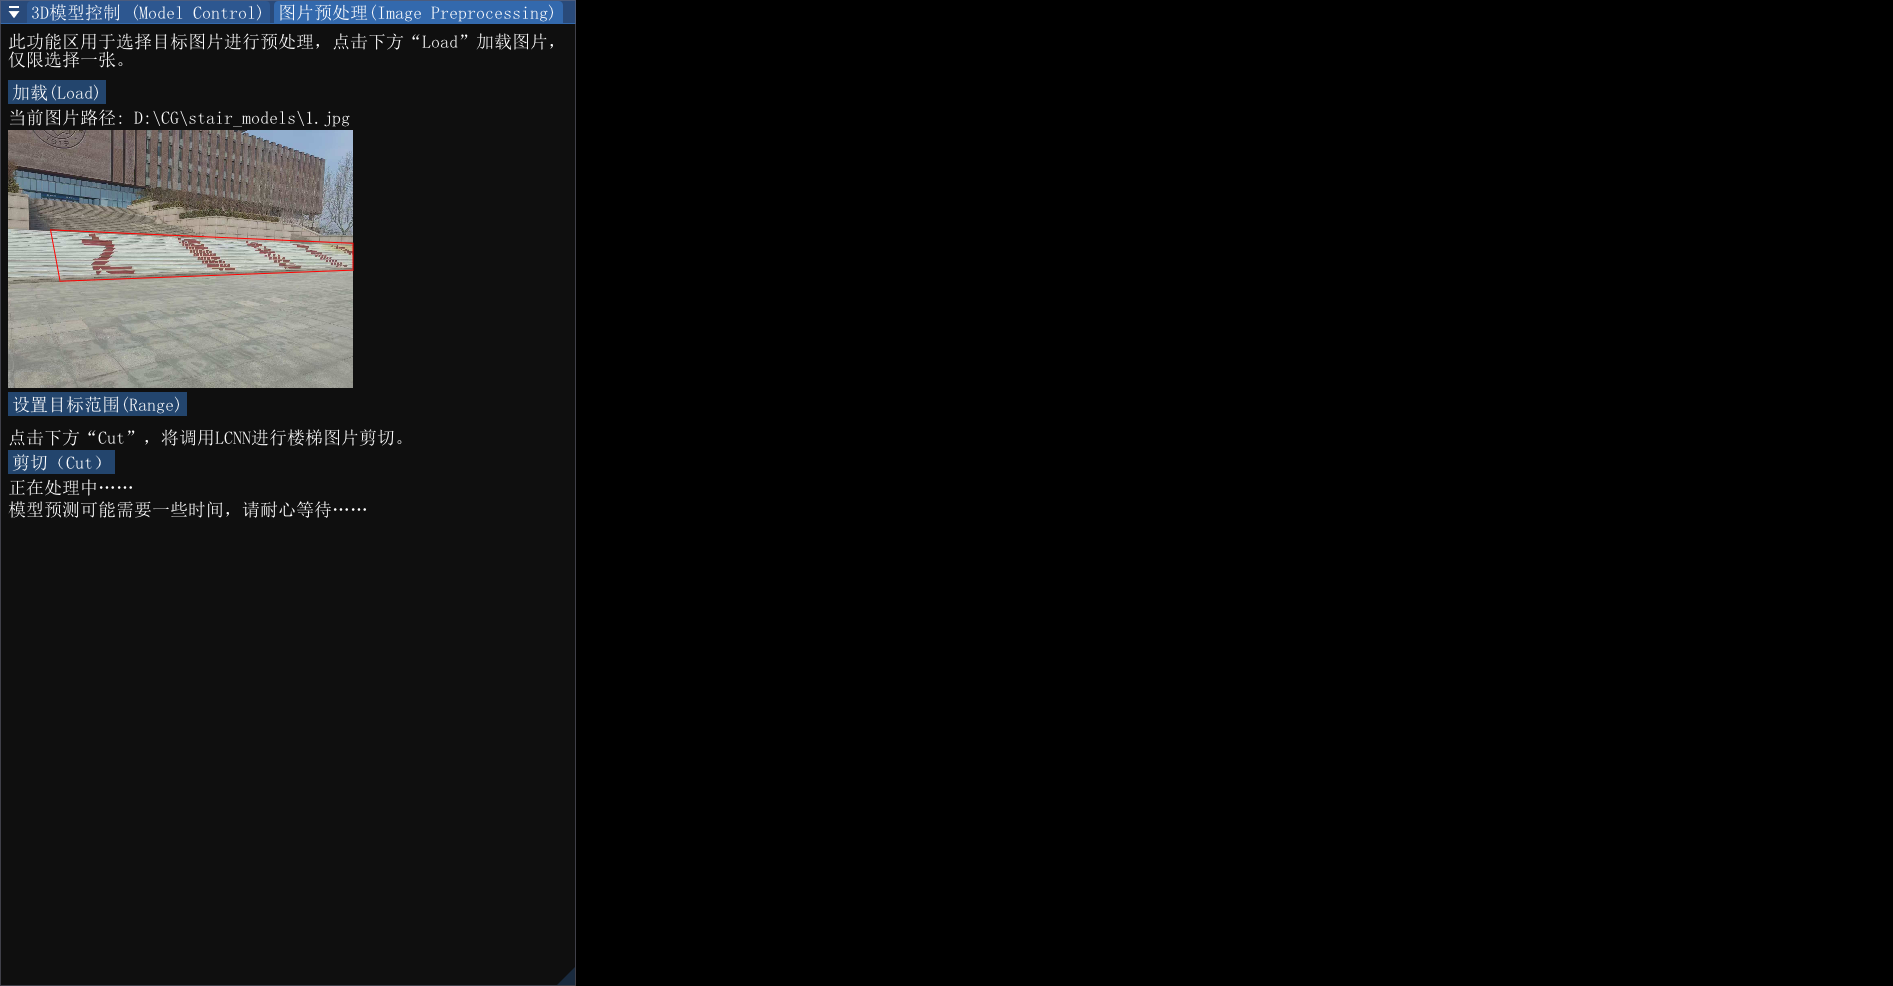 3D模型控制 (Model Control) 图片预处理(Image Preprocessing)
此功能区用于选择目标图片进行预处理，点击下方“Load”加载图片，
仅限选择一张。
加载(Load)
当前图片路径: D:\CG\stair_models\1.jpg
设置目标范围(Range)
点击下方“Cut”，将调用LCNN进行楼梯图片剪切。
剪切（Cut）
正在处理中……
模型预测可能需要一些时间，请耐心等待……